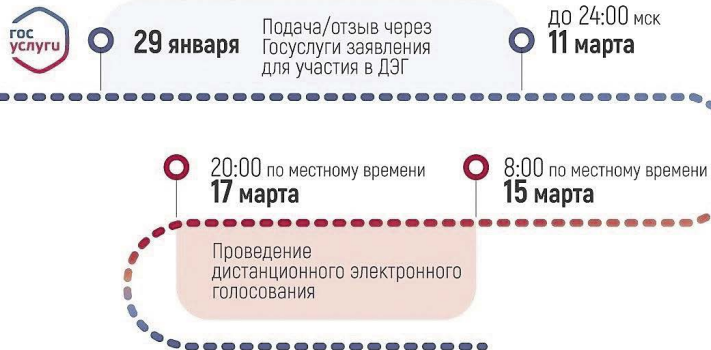 гос
услуги
29 января
Подача/отзыв через
Госуслуги заявления
для участия в ДЭГ
до 24:00 мск
11 марта
20:00 по местному времени
17 марта
8:00 по местному времени
15 марта
Проведение
дистанционного электронного
голосования